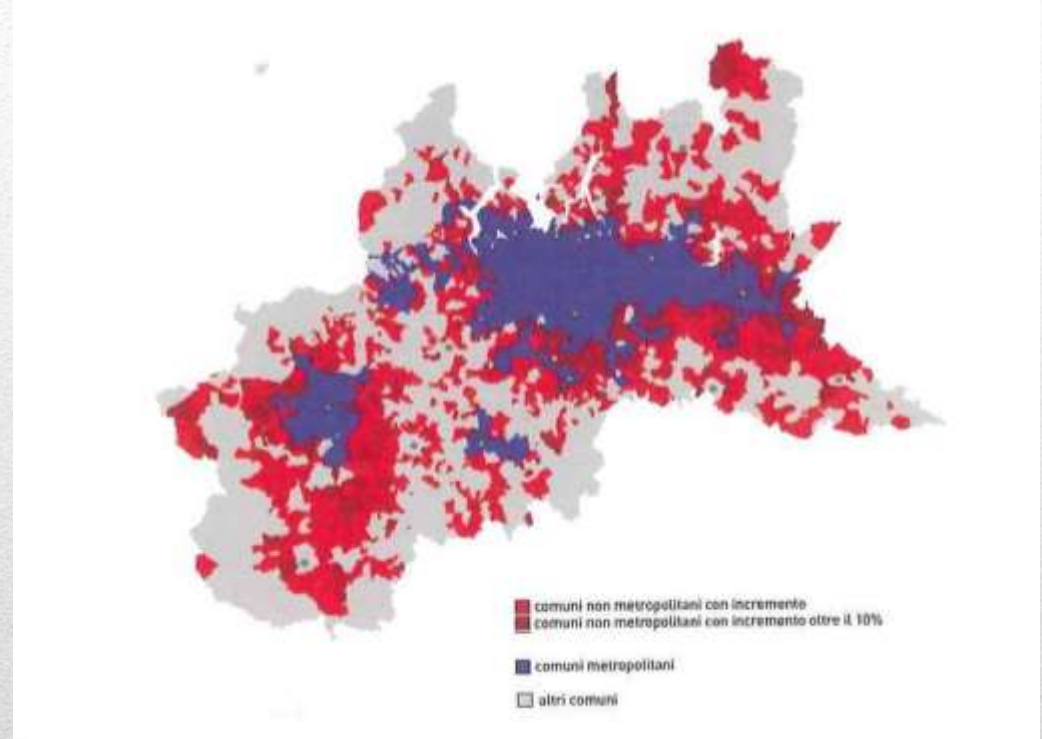 comuni non metropolitani con incremento
comuni non metropolitani con incremento oltre il 10%
comuni metropolitani
altri comuni